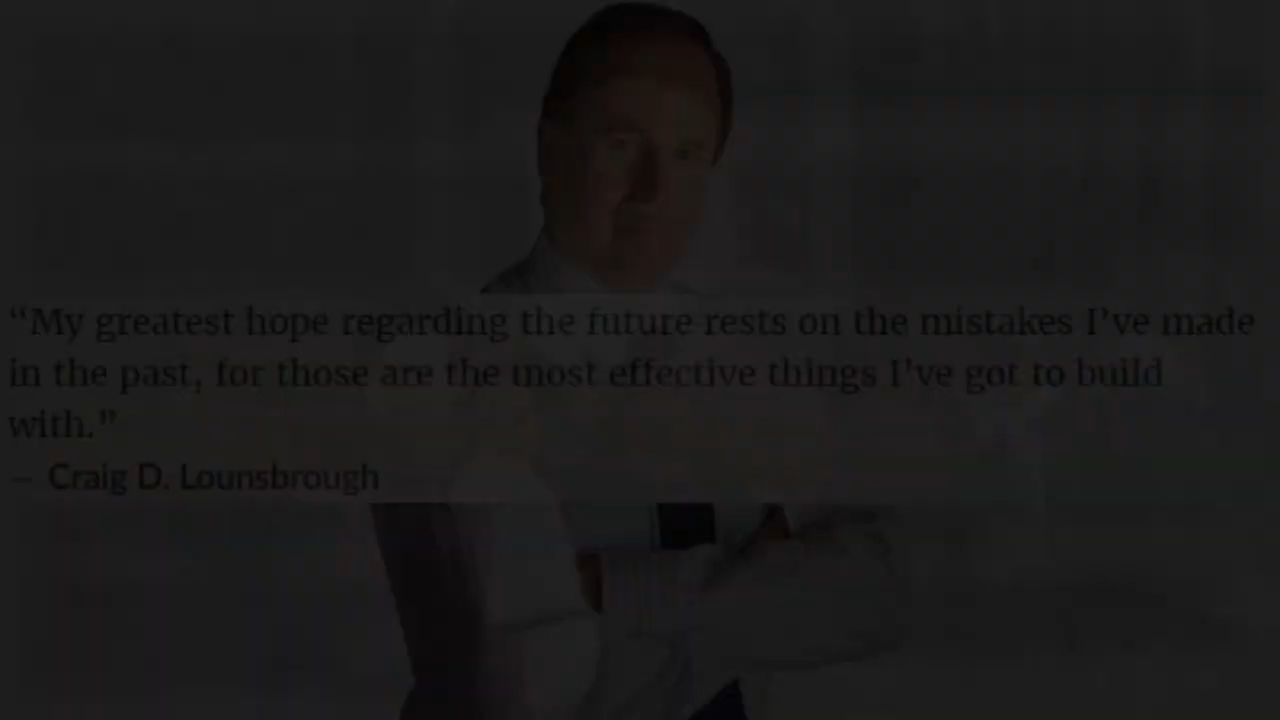 “My greatest hope regarding the future rests on the mistakes I’ve made
in the past, for those are the most effective things I’ve got to build
with.”
— Craig D. Lounsbrough